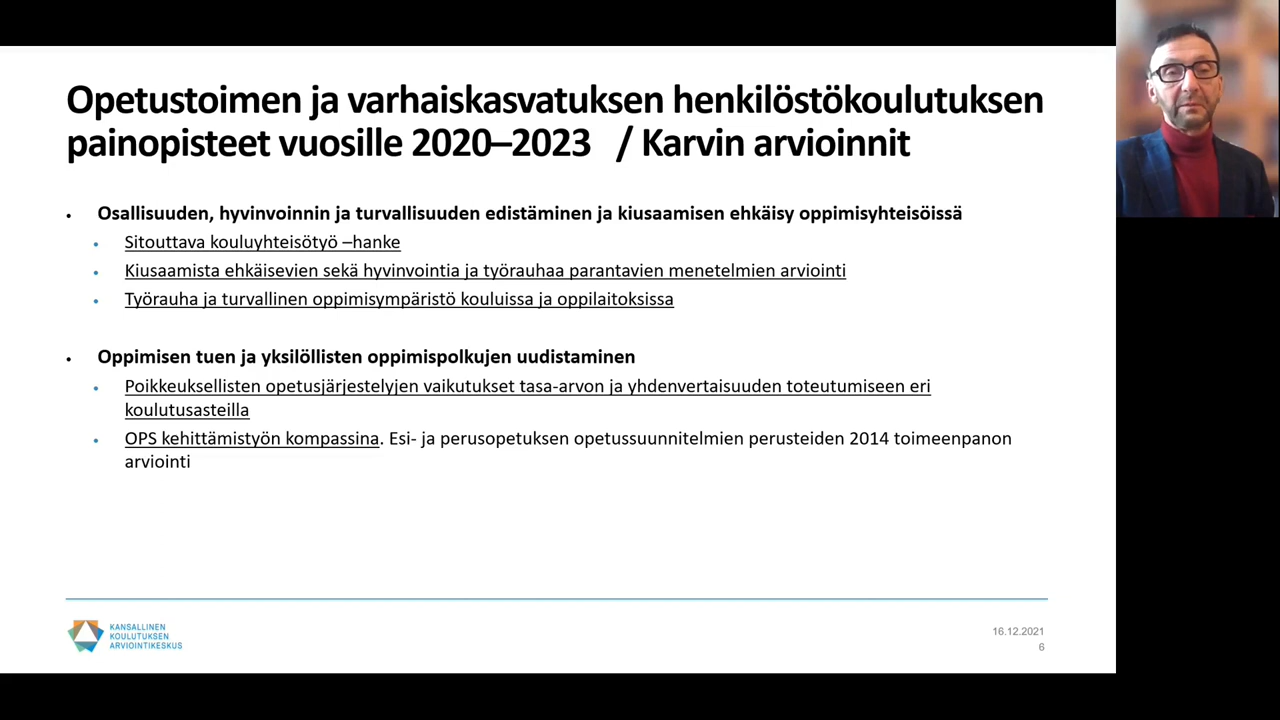 Opetustoimen ja varhaiskasvatuksen henkilöstökoulutuksen
painopisteet vuosille 2020–2023 / Karvin arvioinnit
• Osallisuuden, hyvinvoinnin ja turvallisuuden edistäminen ja kiusaamisen ehkäisy oppimisyhteisöissä
• Sitouttava kouluyhteisötyö –hanke
• Kiusaamista ehkäisevien sekä hyvinvointia ja työrauhaa parantavien menetelmien arviointi
• Työrauha ja turvallinen oppimisympäristö kouluissa ja oppilaitoksissa
• Oppimisen tuen ja yksilöllisten oppimispolkujen uudistaminen
• Poikkeuksellisten opetusjärjestelyjen vaikutukset tasa-arvon ja yhdenvertaisuuden toteutumiseen eri
koulutusasteilla
• OPS kehittämistyön kompassina. Esi- ja perusopetuksen opetussuunnitelmien perusteiden 2014 toimeenpanon
arviointi
KANSALLINEN
KOULUTUKSEN
ARVIOINTIKESKUS
16.12.2021
6